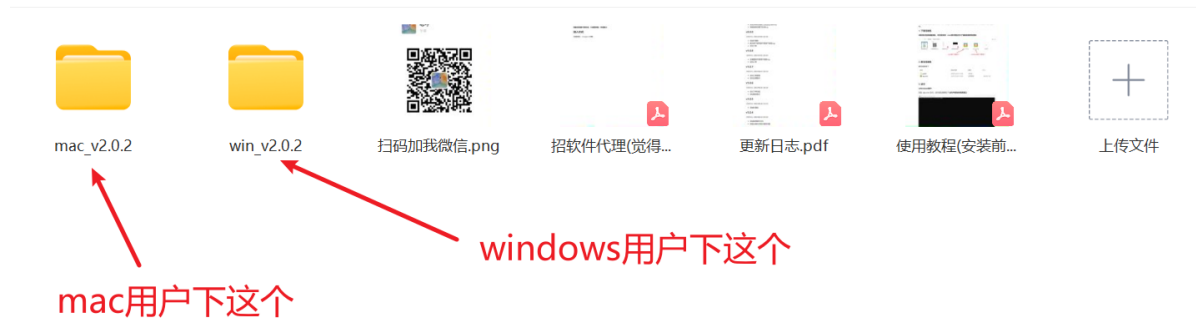 mac_v2.0.2
win_v2.0.2
扫码加我微信.png
招软件代理(觉得...
更新日志.pdf
使用教程(安装前...
上传文件
windows用户下这个
mac用户下这个